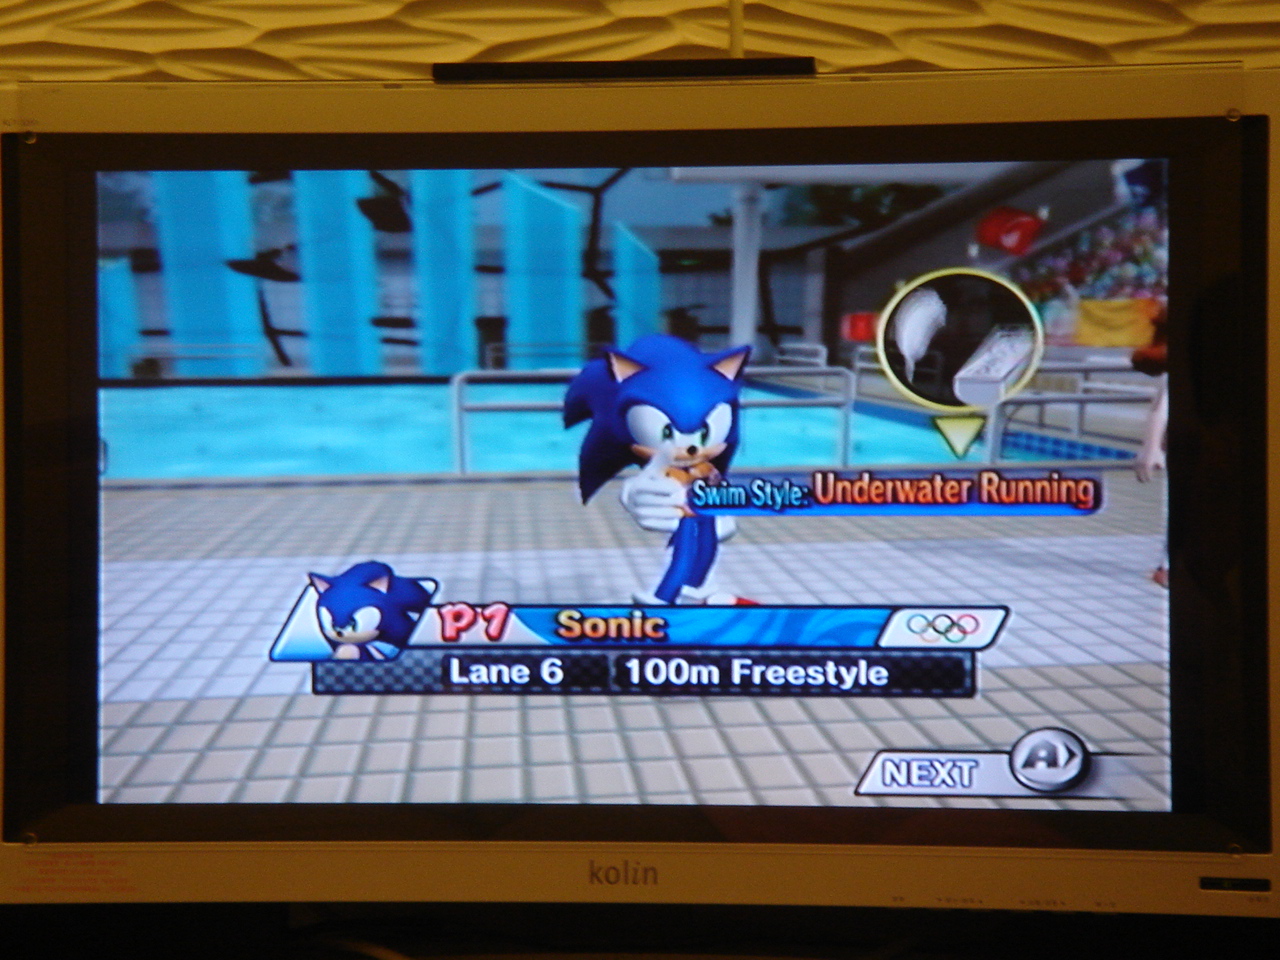 Swim Style: Underwater Running
P1 Sonic
Lane 6 100m Freestyle
NEXT A
kolin